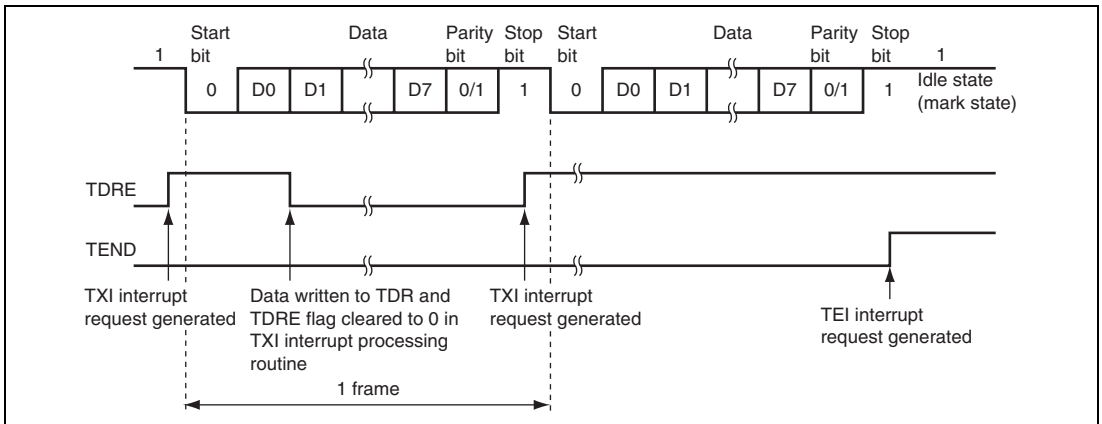 Start Data Parity Stop Start Data Parity Stop
1 bit bit bit bit bit bit 1
0 D0 D1 D7 0/1 1 0 D0 D1 D7 0/1 1 Idle state
(mark state)
TDRE
TEND
TXI interrupt
request generated
Data written to TDR and
TDRE flag cleared to 0 in
TXI interrupt processing
routine
TXI interrupt
request generated
TEI interrupt
request generated
1 frame